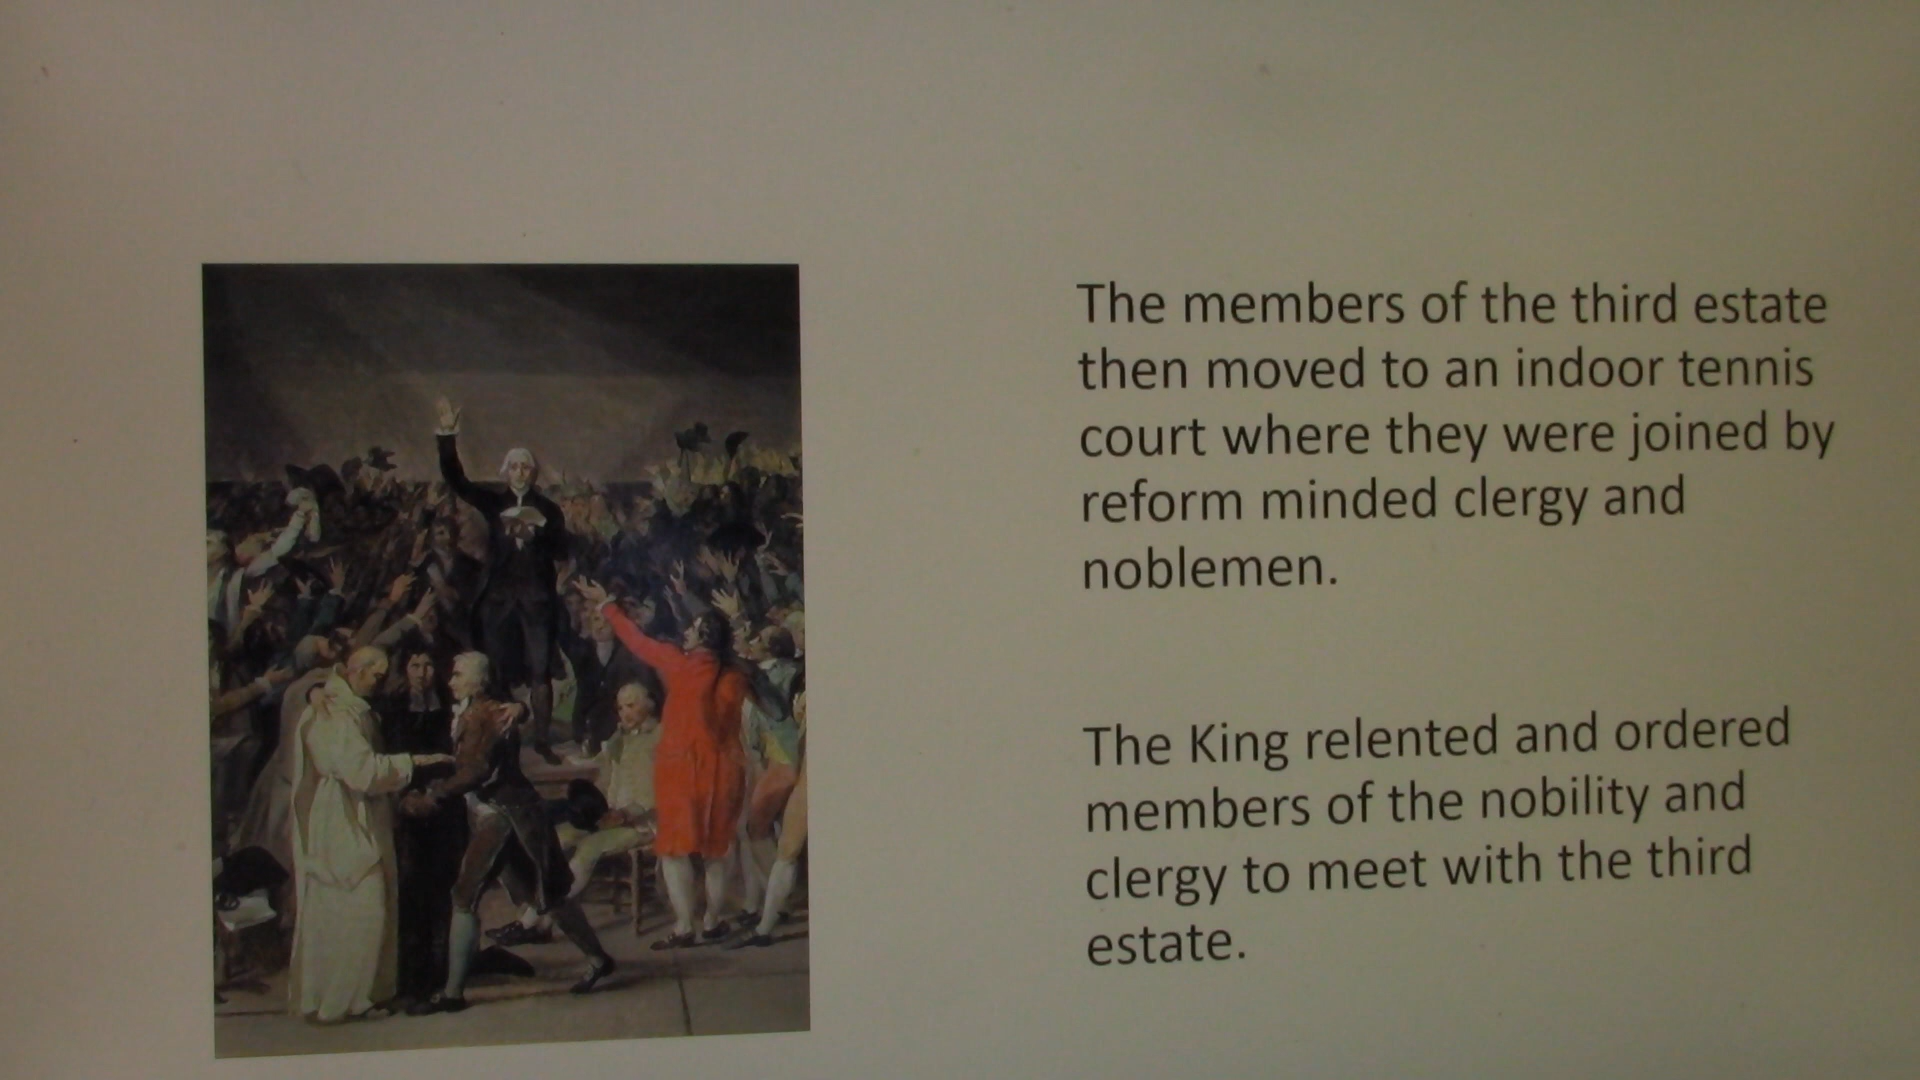 The members of the third estate
then moved to an indoor tennis
court where they were joined by
reform minded clergy and
noblemen.
The King relented and ordered
members of the nobility and
clergy to meet with the third
estate.